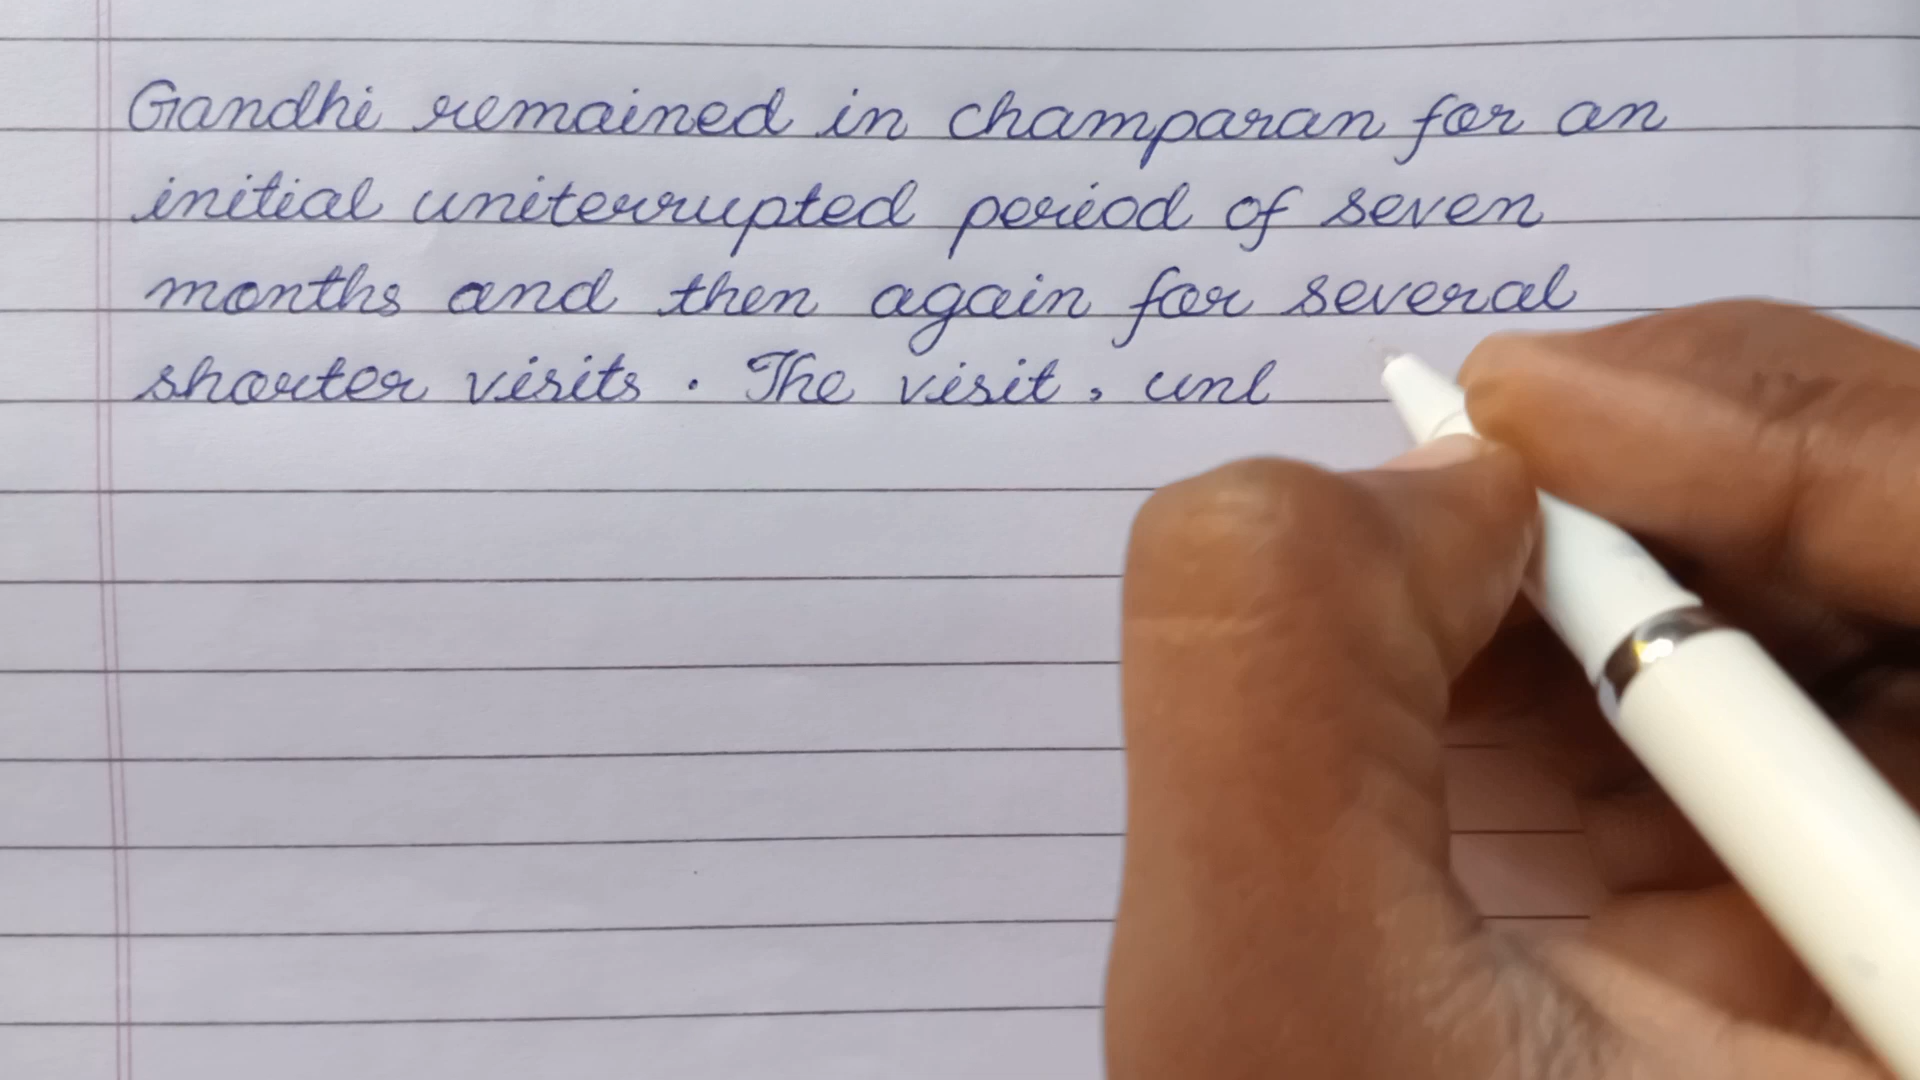 Gandhi remained in champaran for an
initial uniterrupted period of seven
months and then again for several
shorter visits. The visit, unl